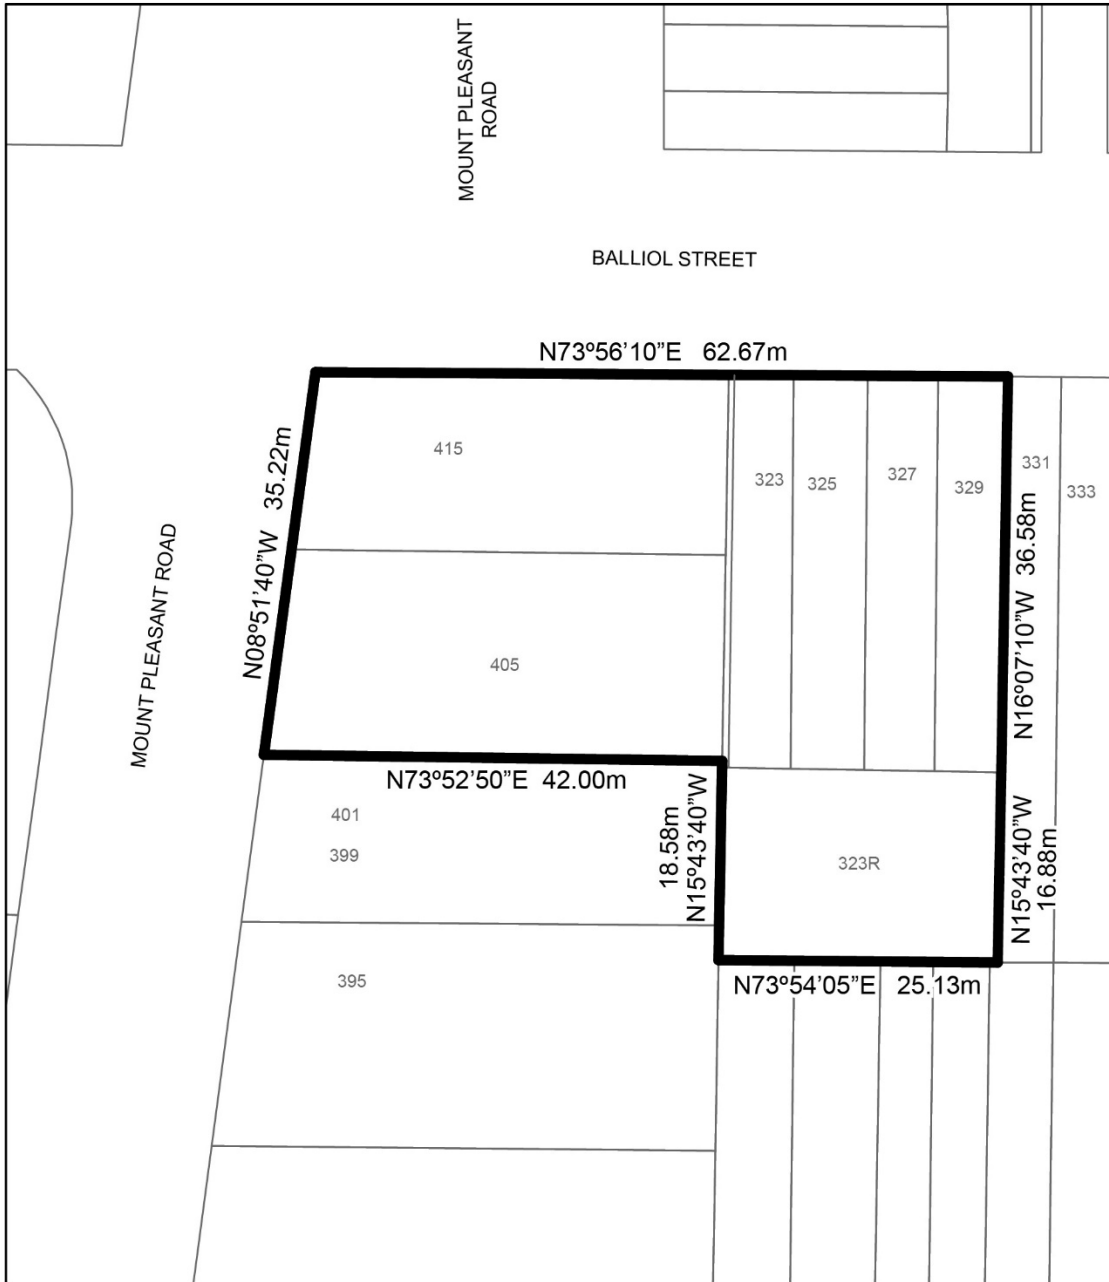 MOUNT PLEASANT
ROAD
BALLIOL STREET
N73º56'10"E 62.67m
N08º51'40"W 35.22m
MOUNT PLEASANT ROAD
415
323
325
327
329
331
333
N16º07'10"W 36.58m
405
N73º52'50"E 42.00m
401
399
18.58m
N15º43'40"W
323R
N15º43'40"W
16.88m
395
N73º54'05"E 25.13m